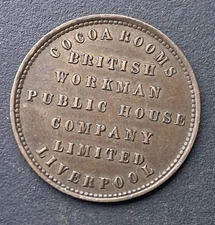 COCOA ROOMS
BRITISH
WORKMAN
PUBLIC HOUSE
COMPANY
LIMITED
LIVERPOOL